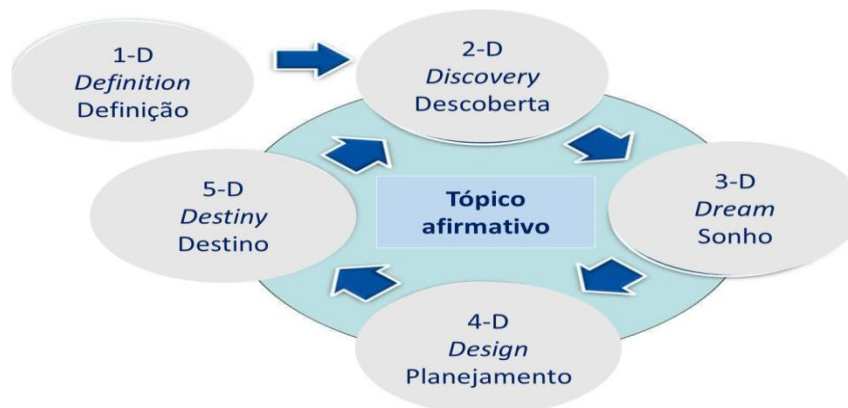 1-D
Definition
Definição
2-D
Discovery
Descoberta
3-D
Dream
Sonho
4-D
Design
Planejamento
5-D
Destiny
Destino
Tópico
afirmativo